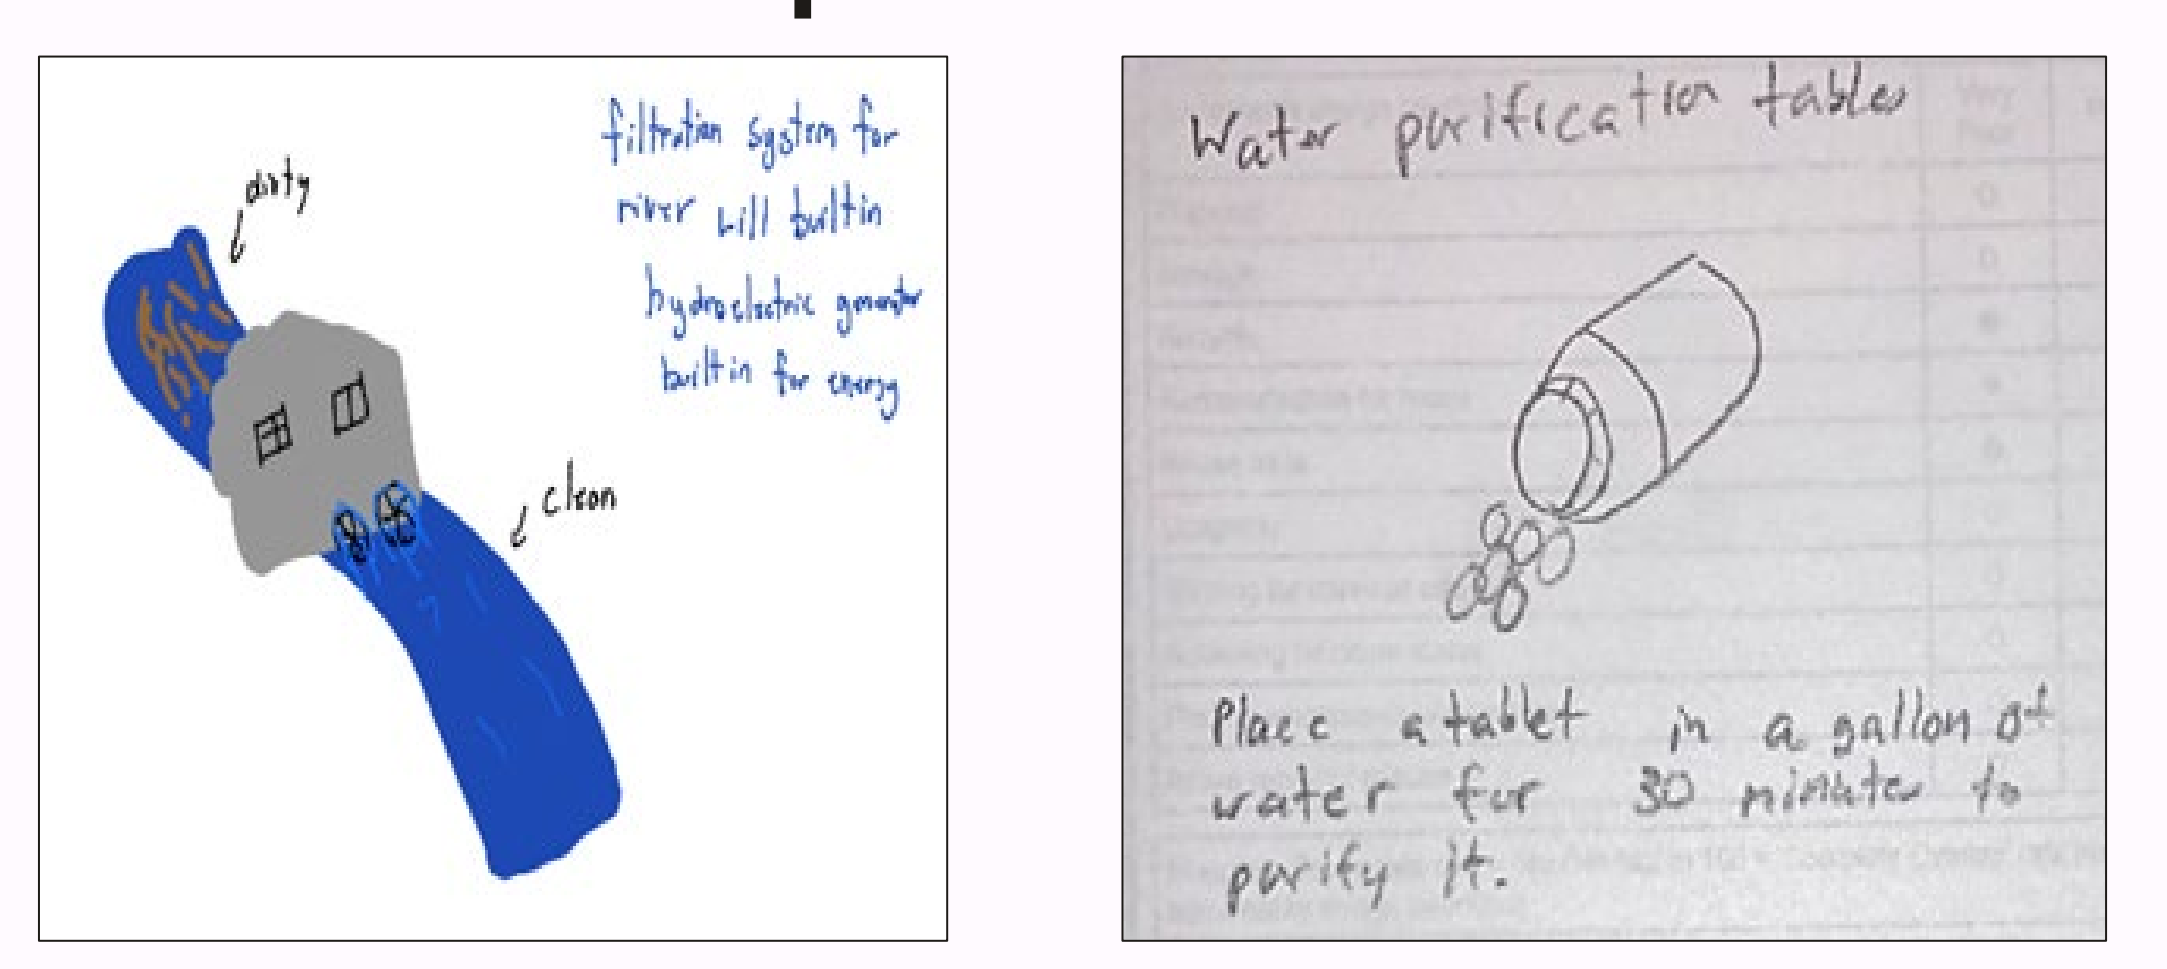 dirty
filtration system for
river will builtin
hydroelectric generator
builtin for energy
clean
Water purification tables
Place a tablet in a gallon of
water for 30 minutes to
purify it.